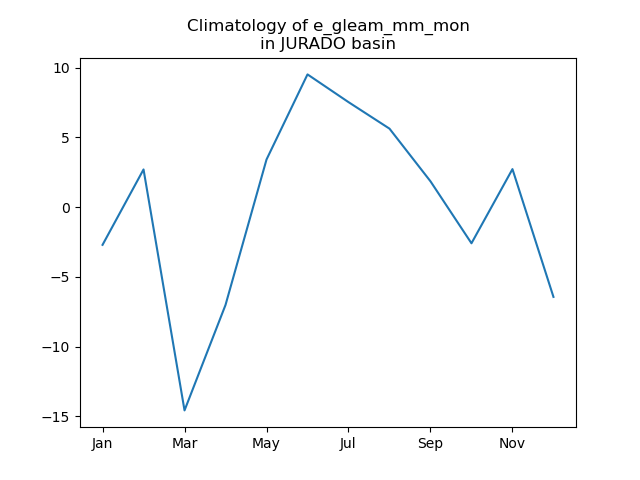 Climatology of e_gleam_mm_mon
in JURADO basin
10
5
0
−5
−10
−15
Jan
Mar
May
Jul
Sep
Nov